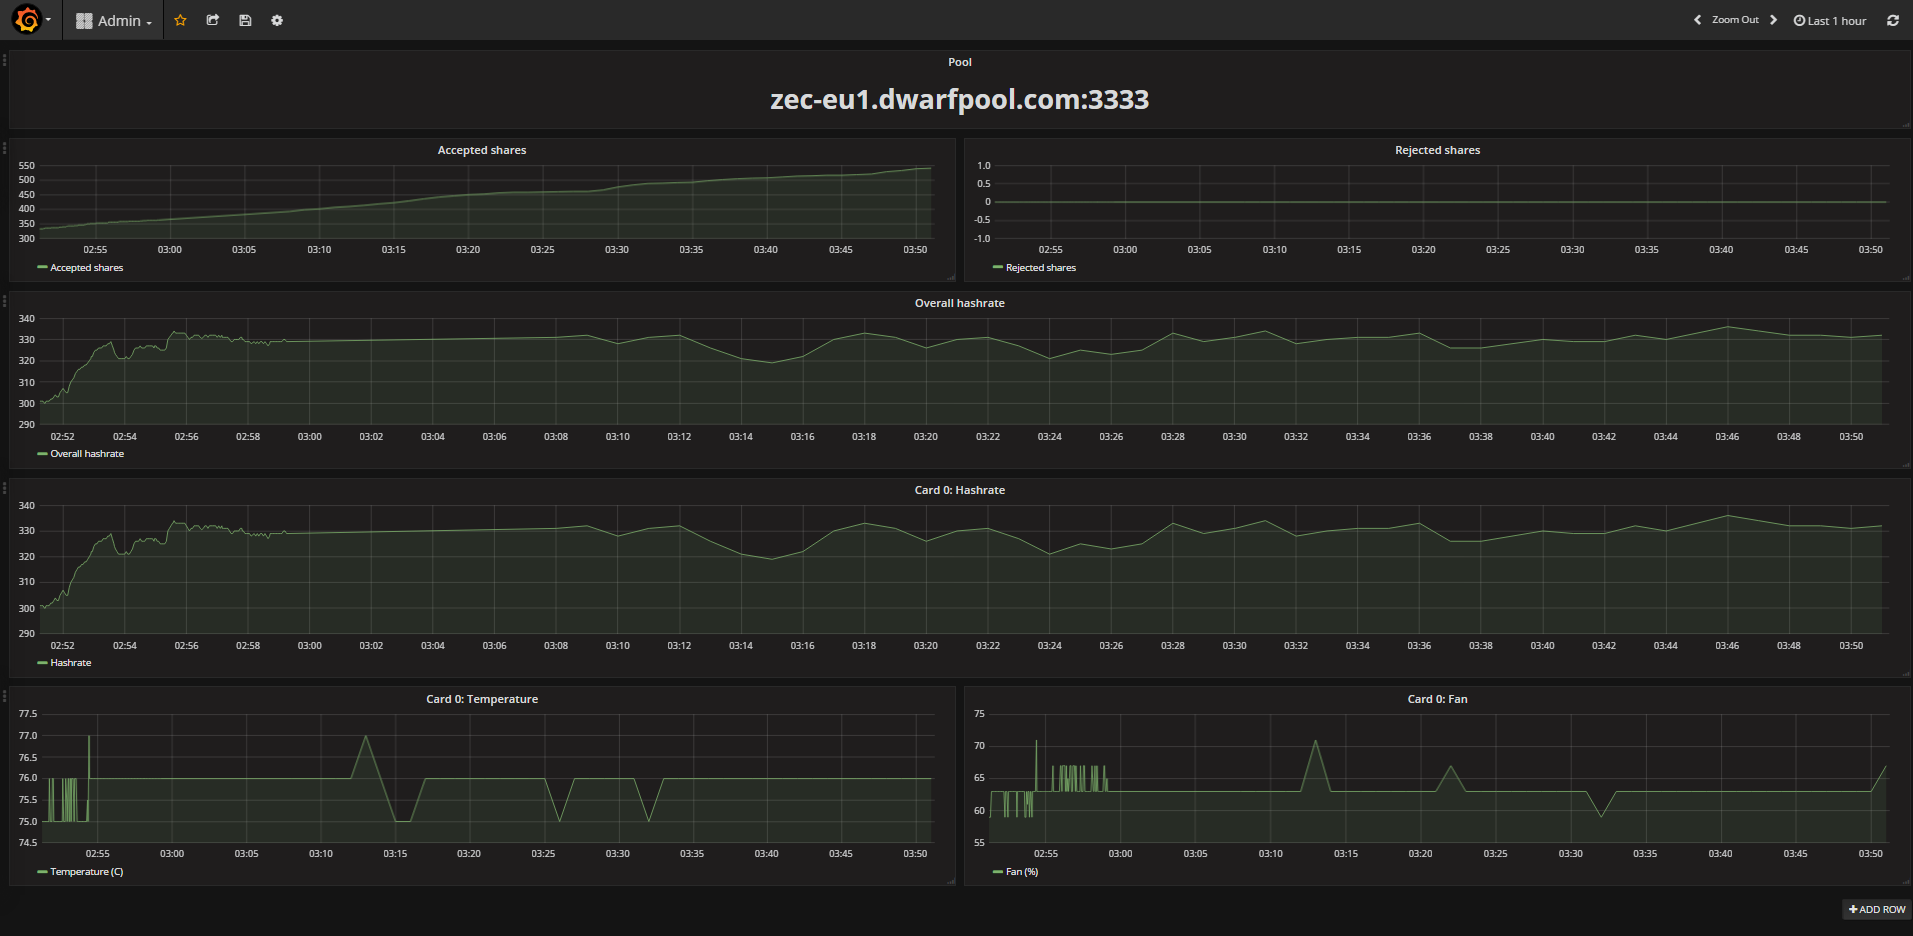 Admin
Zoom Out
Last 1 hour
Pool
zec-eu1.dwarfpool.com:3333
Accepted shares
550
500
450
400
350
300
02:55 03:00 03:05 03:10 03:15 03:20 03:25 03:30 03:35 03:40 03:45 03:50
Accepted shares
Rejected shares
1.0
0.5
0
-0.5
-1.0
02:55 03:00 03:05 03:10 03:15 03:20 03:25 03:30 03:35 03:40 03:45 03:50
Rejected shares
Overall hashrate
340
330
320
310
300
290
02:52 02:54 02:56 02:58 03:00 03:02 03:04 03:06 03:08 03:10 03:12 03:14 03:16 03:18 03:20 03:22 03:24 03:26 03:28 03:30 03:32 03:34 03:36 03:38 03:40 03:42 03:44 03:46 03:48 03:50
Overall hashrate
Card 0: Hashrate
340
330
320
310
300
290
02:52 02:54 02:56 02:58 03:00 03:02 03:04 03:06 03:08 03:10 03:12 03:14 03:16 03:18 03:20 03:22 03:24 03:26 03:28 03:30 03:32 03:34 03:36 03:38 03:40 03:42 03:44 03:46 03:48 03:50
Hashrate
Card 0: Temperature
77.5
77.0
76.5
76.0
75.5
75.0
74.5
02:55 03:00 03:05 03:10 03:15 03:20 03:25 03:30 03:35 03:40 03:45 03:50
Temperature (C)
Card 0: Fan
75
70
65
60
55
02:55 03:00 03:05 03:10 03:15 03:20 03:25 03:30 03:35 03:40 03:45 03:50
Fan (%)
ADD ROW